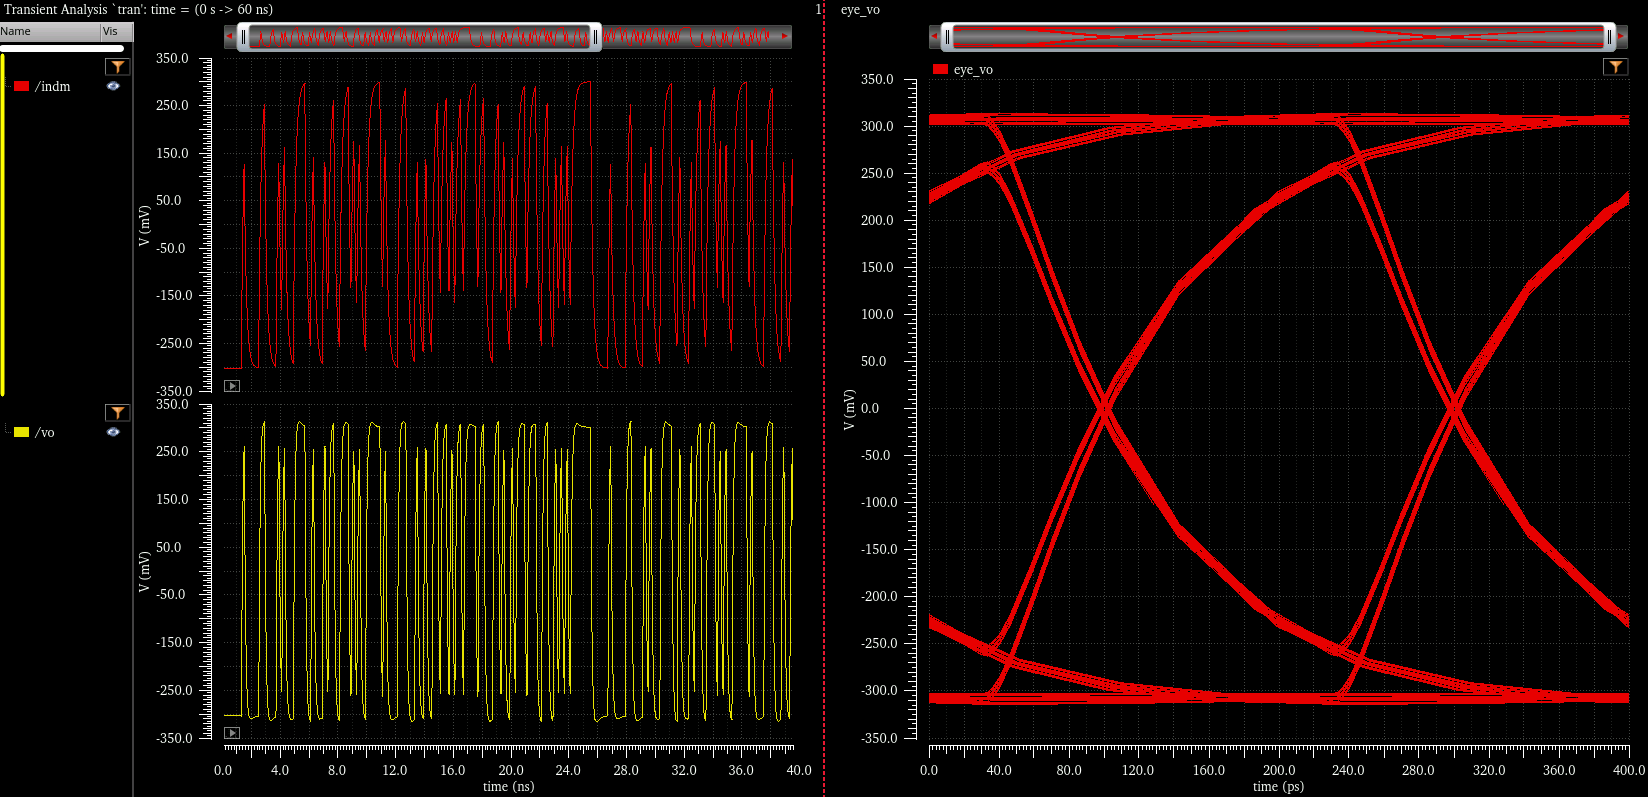 Transient Analysis `tran': time = (0 s -> 60 ns)
1
eye_vo
Name
Vis
/indm
/vo
350.0
250.0
150.0
50.0
-50.0
-150.0
-250.0
-350.0
V (mV)
350.0
250.0
150.0
50.0
-50.0
-150.0
-250.0
-350.0
V (mV)
0.0 4.0 8.0 12.0 16.0 20.0 24.0 28.0 32.0 36.0 40.0
time (ns)
eye_vo
350.0
300.0
250.0
200.0
150.0
100.0
50.0
0.0
-50.0
-100.0
-150.0
-200.0
-250.0
-300.0
-350.0
V (mV)
0.0 40.0 80.0 120.0 160.0 200.0 240.0 280.0 320.0 360.0 400.0
time (ps)